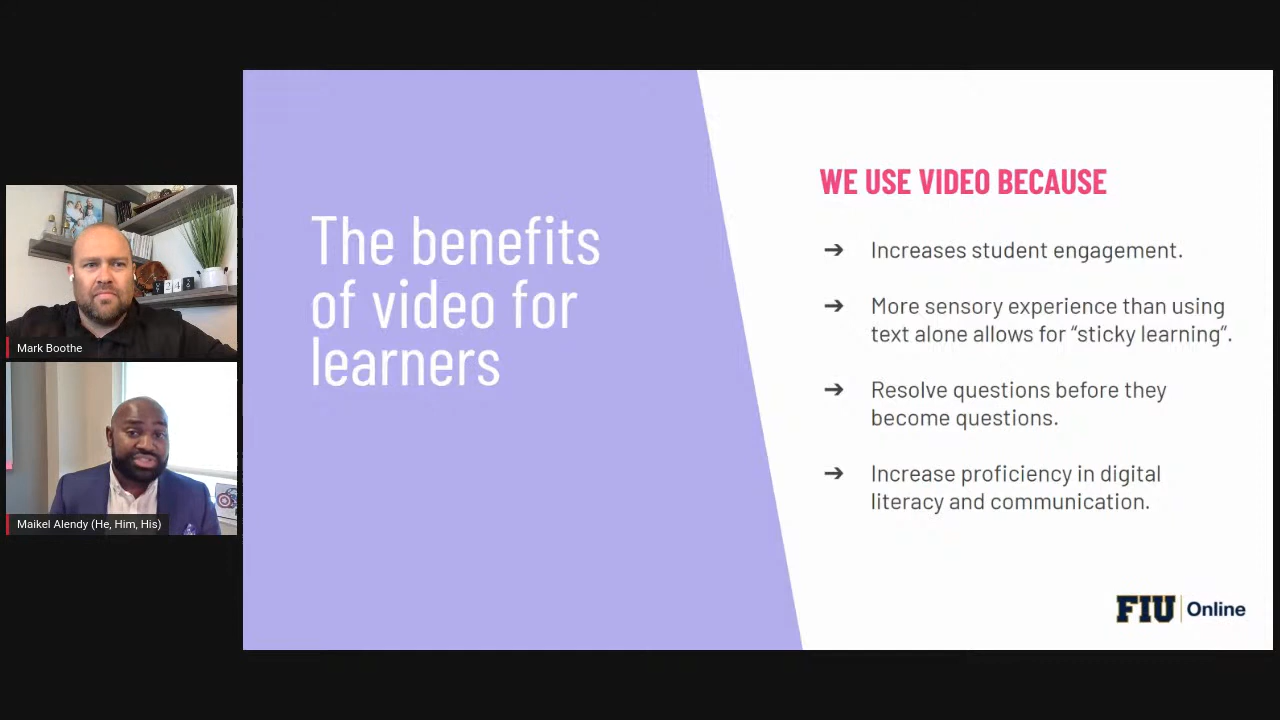 Mark Boothe
Maikel Alendy (He, Him, His)
The benefits
of video for
learners
WE USE VIDEO BECAUSE
➔ Increases student engagement.
➔ More sensory experience than using
text alone allows for “sticky learning”.
➔ Resolve questions before they
become questions.
➔ Increase proficiency in digital
literacy and communication.
FIU | Online